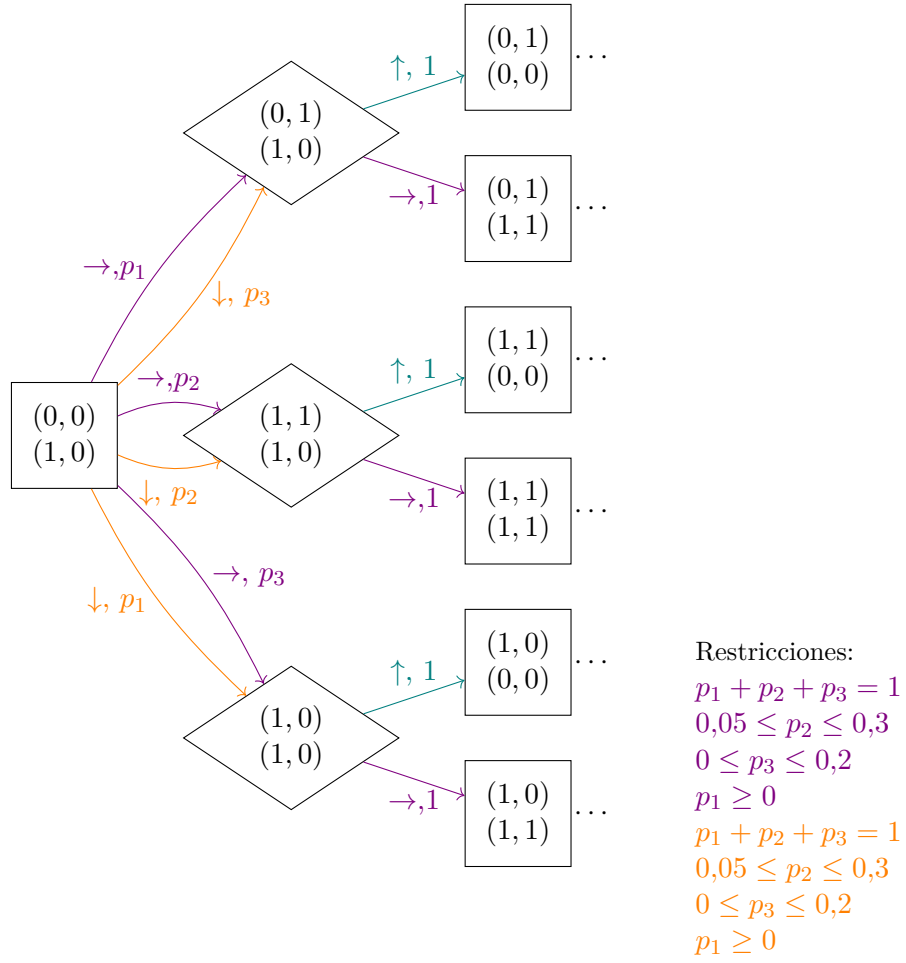 (0, 1)
(0, 0)
...
↑, 1
(0, 1)
(1, 0)
→,1
(0, 1)
(1, 1)
...
→,p₁
↓, p₃
(1, 1)
(0, 0)
...
↑, 1
→,p₂
(0, 0)
(1, 0)
(1, 1)
(1, 0)
↓, p₂
→,1
(1, 1)
(1, 1)
...
→, p₃
↓, p₁
(1, 0)
(0, 0)
...
↑, 1
(1, 0)
(1, 0)
→,1
(1, 0)
(1, 1)
...
Restricciones:
p₁ + p₂ + p₃ = 1
0,05 ≤ p₂ ≤ 0,3
0 ≤ p₃ ≤ 0,2
p₁ ≥ 0
p₁ + p₂ + p₃ = 1
0,05 ≤ p₂ ≤ 0,3
0 ≤ p₃ ≤ 0,2
p₁ ≥ 0